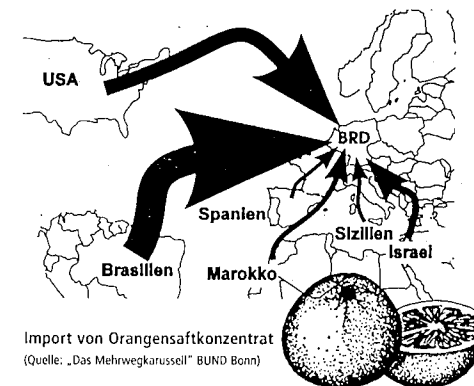 USA
BRD
Spanien
Sizilien
Israel
Brasilien
Marokko
Import von Orangensaftkonzentrat
(Quelle: „Das Mehrwegkarussell" BUND Bonn)